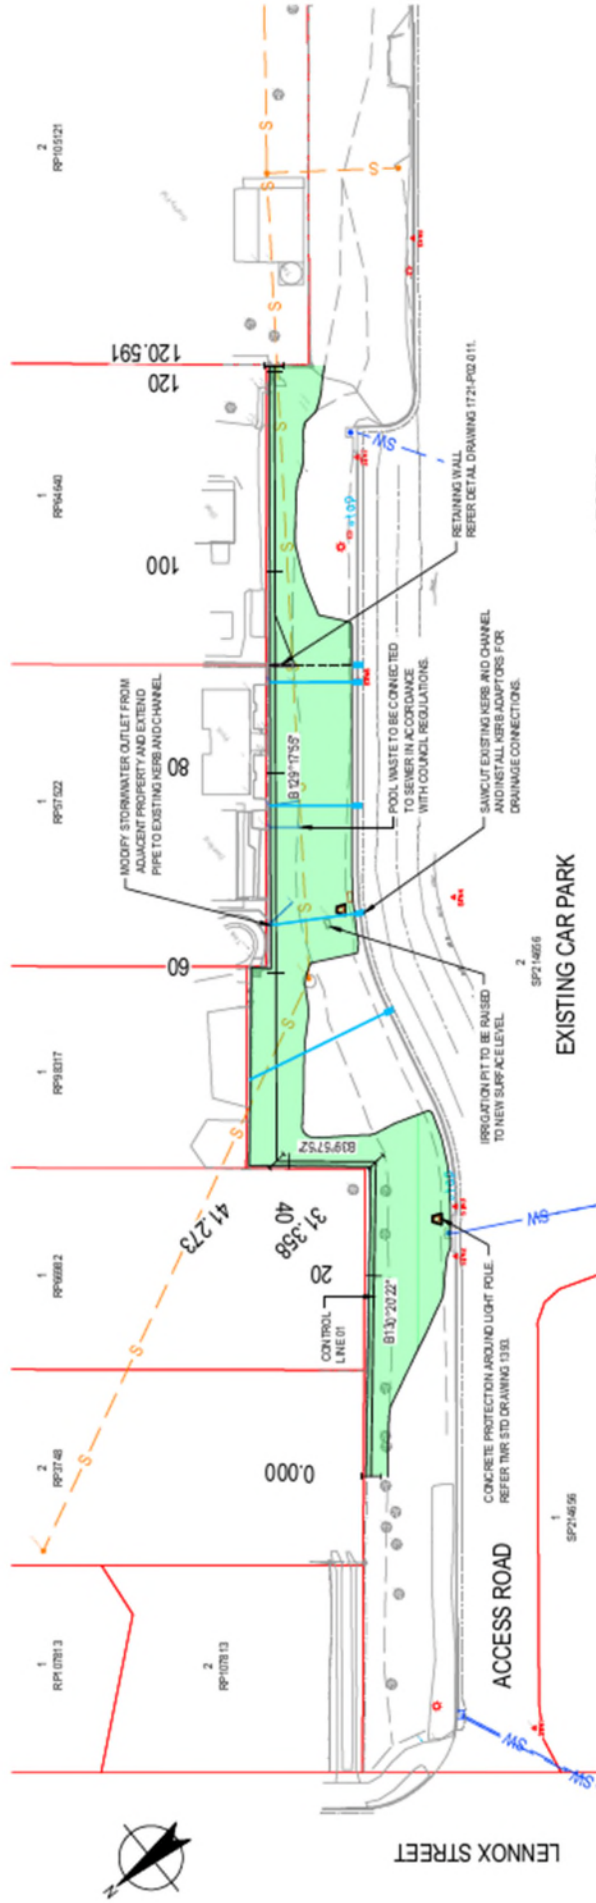 2
RP105121
120.591
120
1
RP64640
100
RETAINING WALL
REFER DETAIL DRAWING 1721-P02-011.
MODIFY STORMWATER OUTLET FROM
ADJACENT PROPERTY AND EXTEND
PIPE TO EXISTING KERB AND CHANNEL
1
RP57522
80
B129°17'55"
POOL WASTE TO BE CONNECTED
TO SEWER IN ACCORDANCE
WITH COUNCIL REGULATIONS.
SAWCUT EXISTING KERB AND CHANNEL
AND INSTALL KERB ADAPTORS FOR
DRAINAGE CONNECTIONS.
60
EXISTING CAR PARK
2
SP214656
1
RP98317
IRRIGATION PIT TO BE RAISED
TO NEW SURFACE LEVEL.
B39°57'52"
41.273
40
31.358
1
RP66982
20
CONTROL
LINE 01
B130°20'22"
CONCRETE PROTECTION AROUND LIGHT POLE.
REFER TMR STD DRAWING 1393.
2
RP3748
0.000
ACCESS ROAD
1
SP214656
1
RP107813
2
RP107813
LENNOX STREET
N
S
S
S
S
S
S
S
S
S
S
S
SW
SW
SW
SW